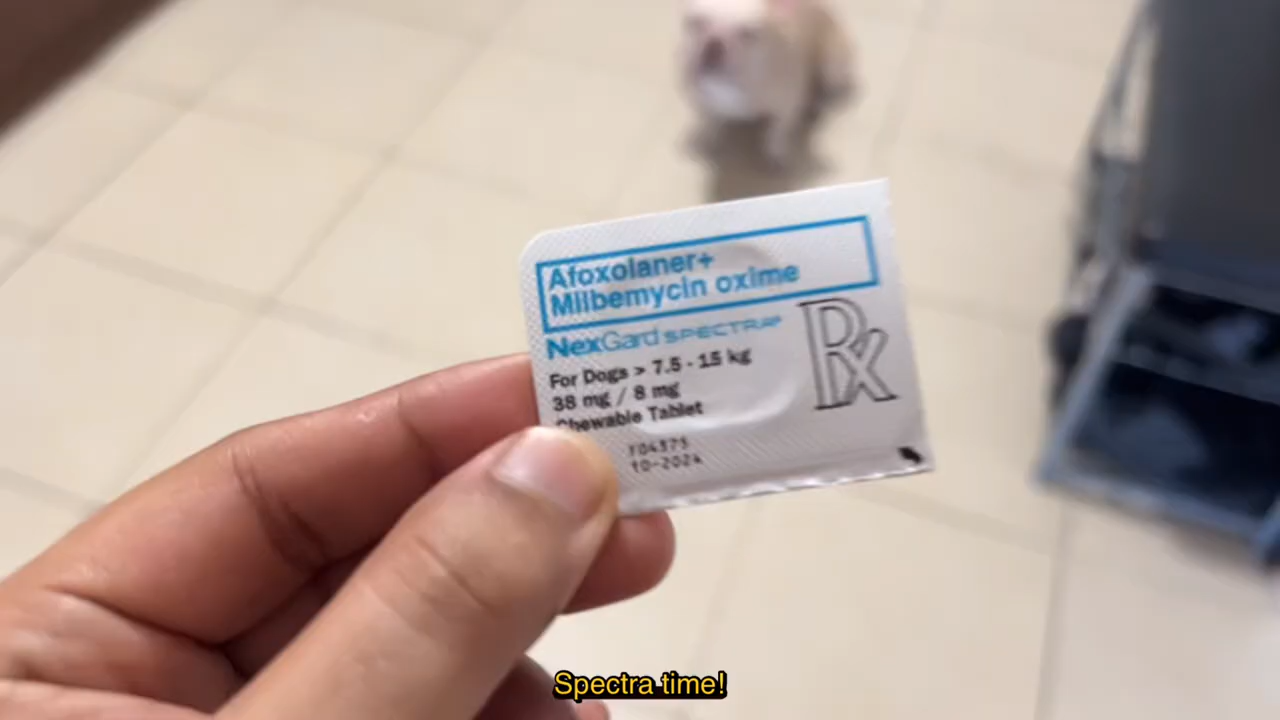 Afoxolaner+
Milbemycin oxime
NexGard SPECTRA®
For Dogs > 7.5 - 15 kg
38 mg / 8 mg
Chewable Tablet
Rx
10-2024
Spectra time!